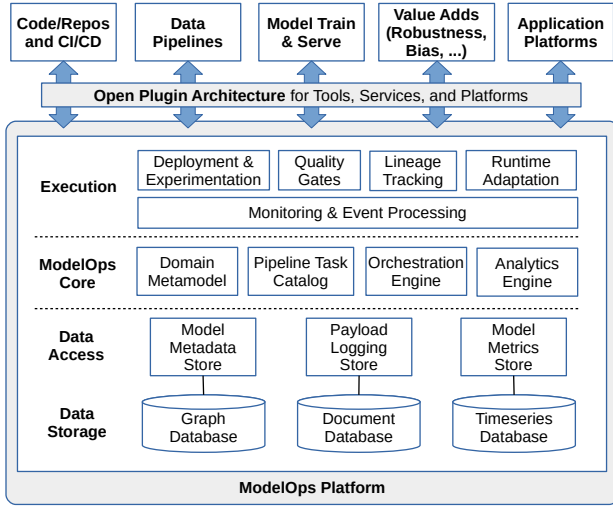 Code/Repos
and CI/CD
Data
Pipelines
Model Train
& Serve
Value Adds
(Robustness,
Bias, ...)
Application
Platforms
Open Plugin Architecture for Tools, Services, and Platforms
Execution
Deployment &
Experimentation
Quality
Gates
Lineage
Tracking
Runtime
Adaptation
Monitoring & Event Processing
ModelOps
Core
Domain
Metamodel
Pipeline Task
Catalog
Orchestration
Engine
Analytics
Engine
Data
Access
Model
Metadata
Store
Payload
Logging
Store
Model
Metrics
Store
Data
Storage
Graph
Database
Document
Database
Timeseries
Database
ModelOps Platform